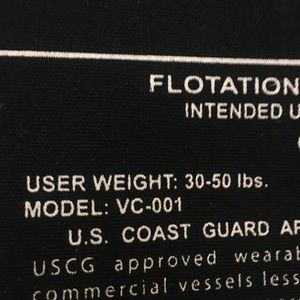 FLOTATION
INTENDED U
USER WEIGHT: 30-50 lbs.
MODEL: VC-001
U.S. COAST GUARD AP
USCG approved wearab
commercial vessels less